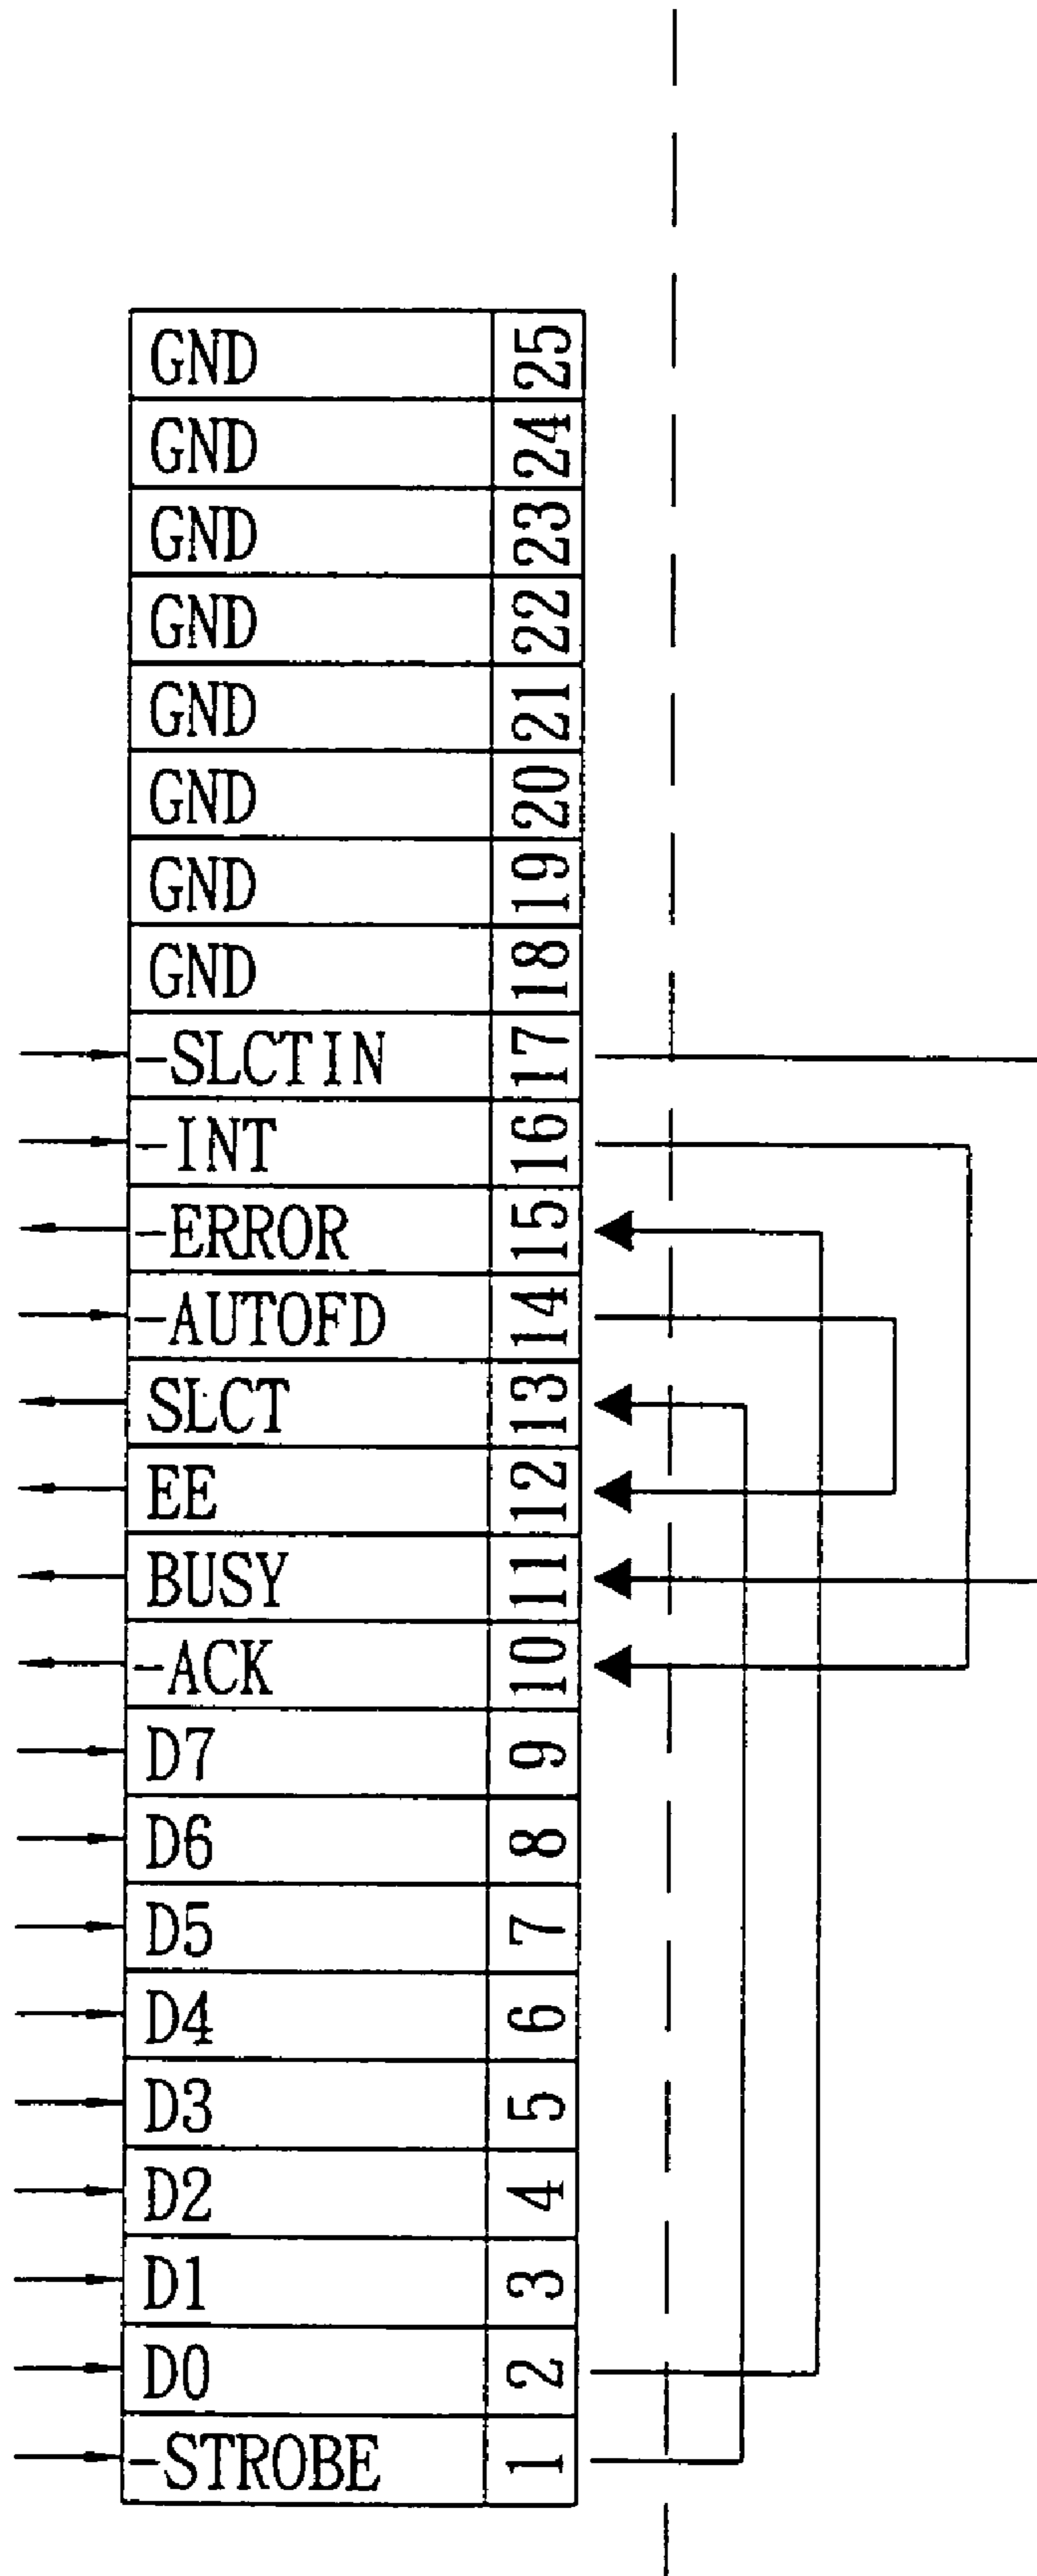 GND 25
GND 24
GND 23
GND 22
GND 21
GND 20
GND 19
GND 18
-SLCTIN 17
-INT 16
-ERROR 15
-AUTOFD 14
SLCT 13
EE 12
BUSY 11
-ACK 10
D7 9
D6 8
D5 7
D4 6
D3 5
D2 4
D1 3
D0 2
-STROBE 1